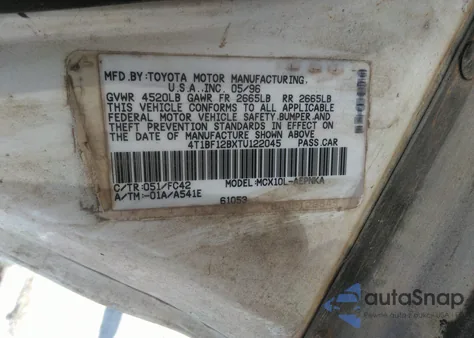 MFD.BY:TOYOTA MOTOR MANUFACTURING,
U.S.A.,INC. 05/96
GVWR 4520LB GAWR FR 2665LB RR 2665LB
THIS VEHICLE CONFORMS TO ALL APPLICABLE
FEDERAL MOTOR VEHICLE SAFETY,BUMPER,AND
THEFT PREVENTION STANDARDS IN EFFECT ON
THE DATE OF MANUFACTURE SHOWN ABOVE.
4T1BF12BXTU122045 PASS.CAR
C/TR:051/FC42 MODEL:MCX10L-AEPNKA
A/TM:-01A/A541E 61053
autoSnap